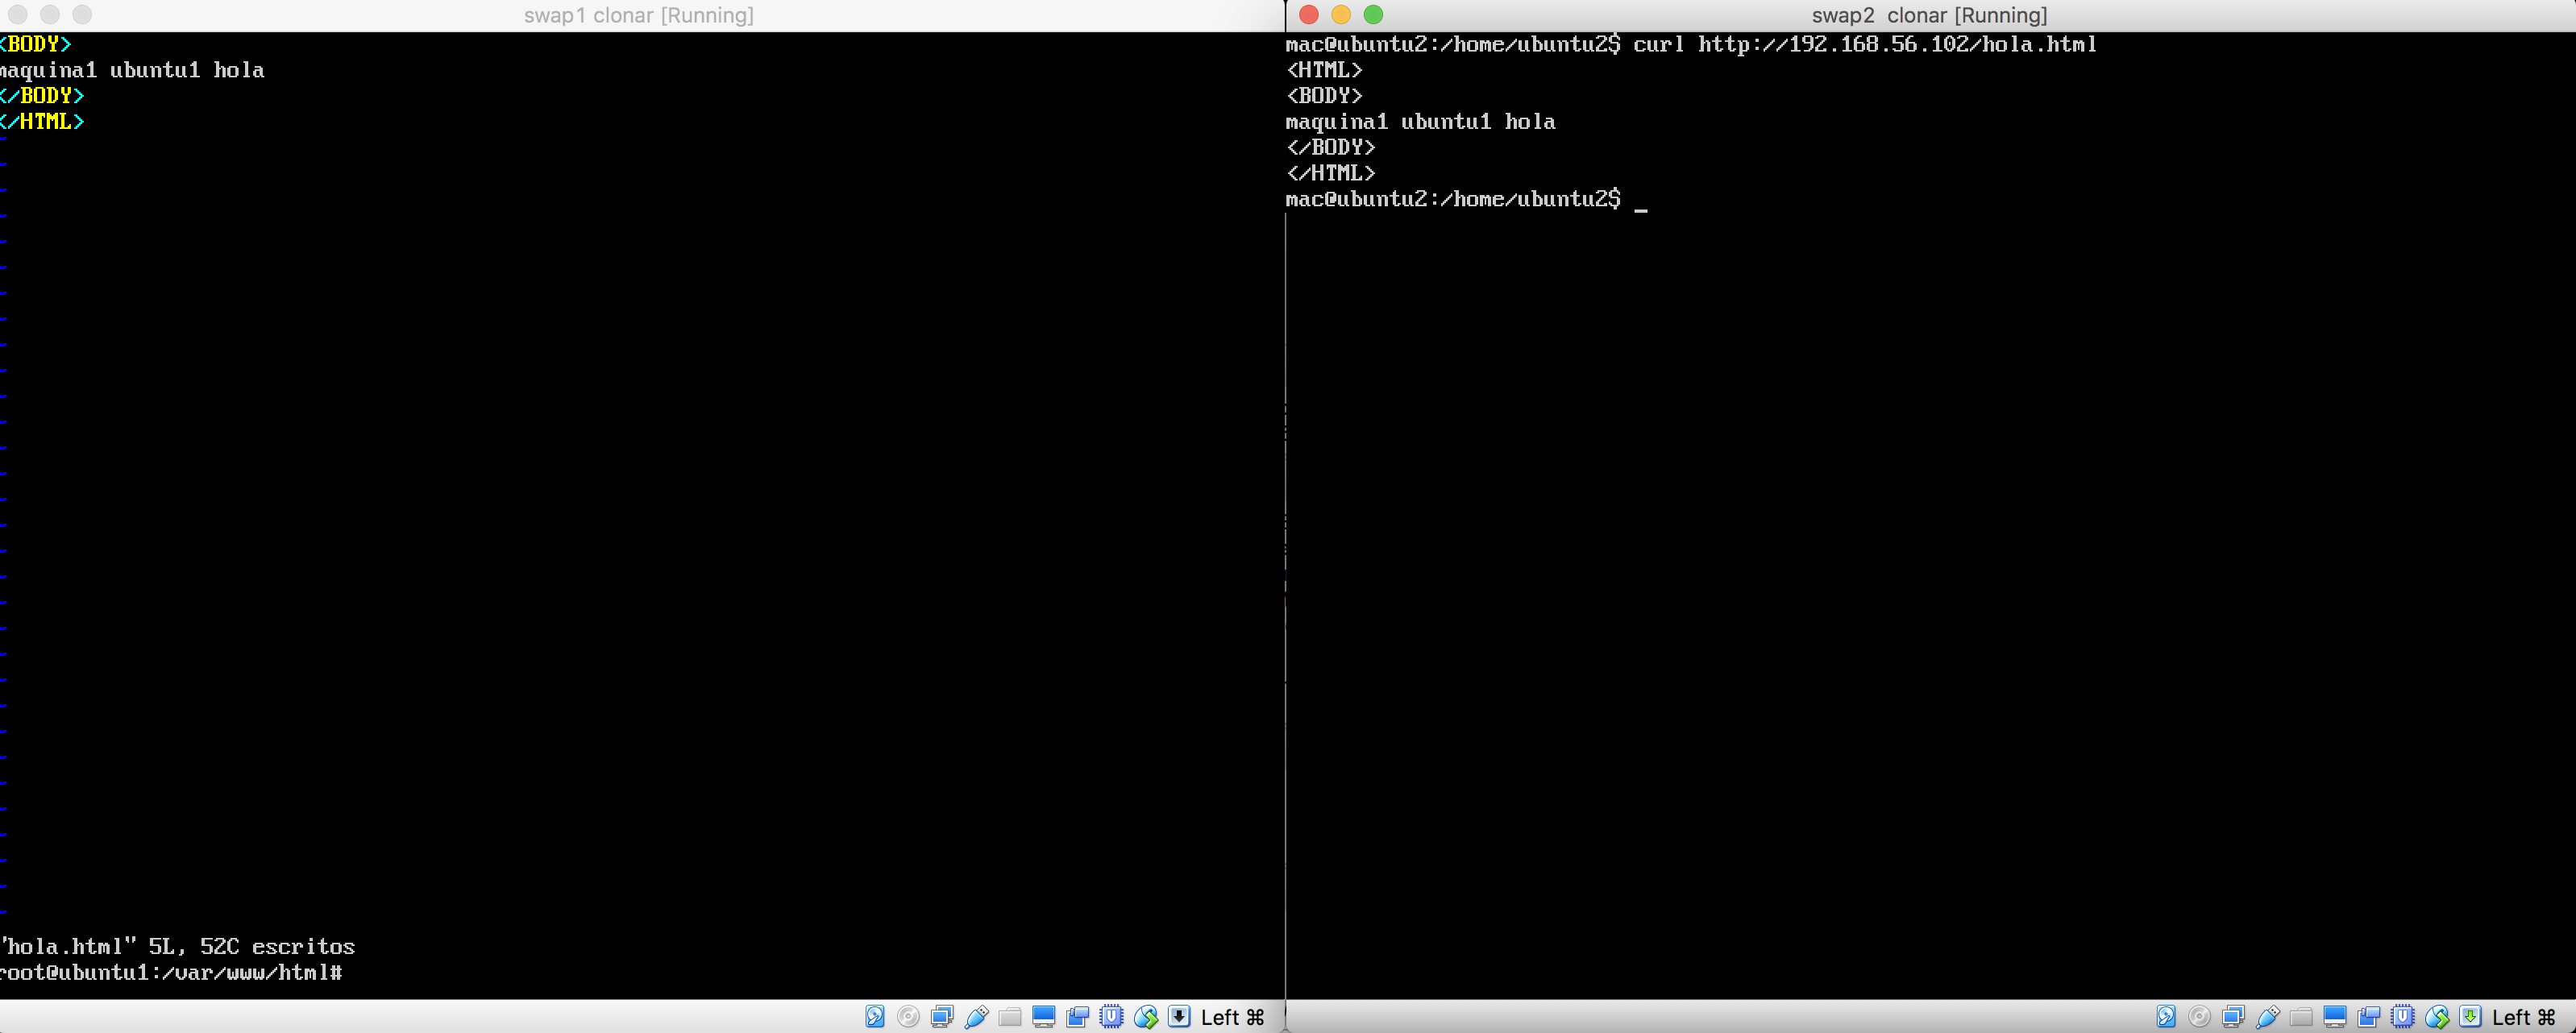 swap1 clonar [Running]
<BODY>
maquina1 ubuntu1 hola
</BODY>
</HTML>
"hola.html" 5L, 52C escritos
root@ubuntu1:/var/www/html#
Left ⌘
swap2 clonar [Running]
mac@ubuntu2:/home/ubuntu2$ curl http://192.168.56.102/hola.html
<HTML>
<BODY>
maquina1 ubuntu1 hola
</BODY>
</HTML>
mac@ubuntu2:/home/ubuntu2$ _
Left ⌘